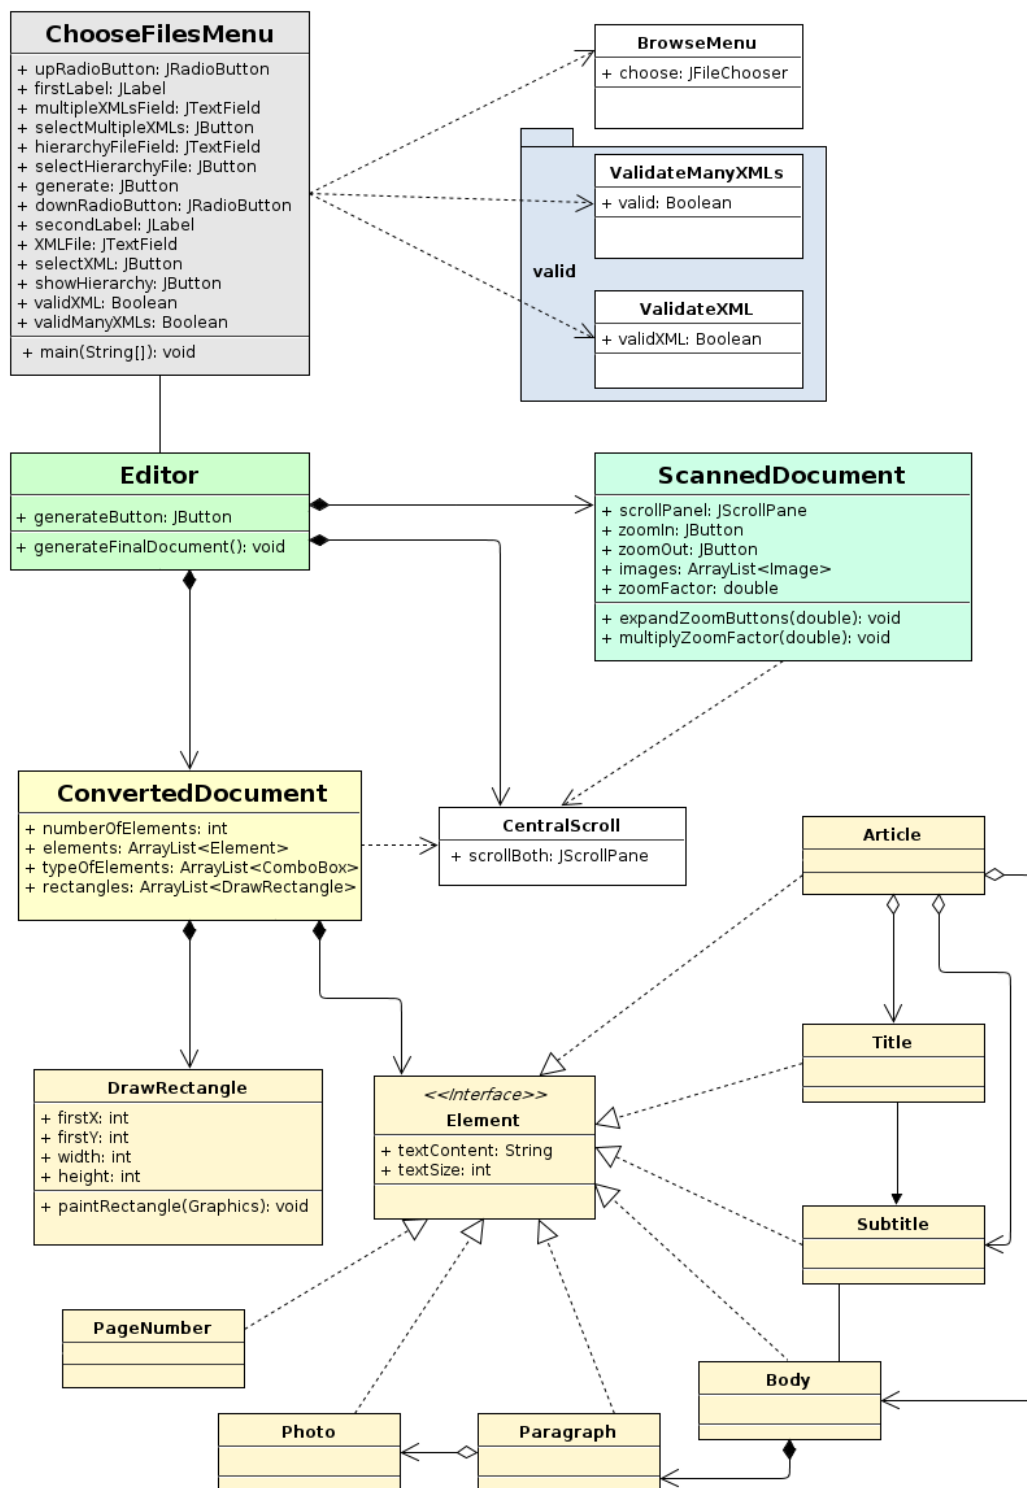 ChooseFilesMenu
+ upRadioButton: JRadioButton
+ firstLabel: JLabel
+ multipleXMLsField: JTextField
+ selectMultipleXMLs: JButton
+ hierarchyFileField: JTextField
+ selectHierarchyFile: JButton
+ generate: JButton
+ downRadioButton: JRadioButton
+ secondLabel: JLabel
+ XMLFile: JTextField
+ selectXML: JButton
+ showHierarchy: JButton
+ validXML: Boolean
+ validManyXMLs: Boolean
+ main(String[]): void
BrowseMenu
+ choose: JFileChooser
ValidateManyXMLs
+ valid: Boolean
valid
ValidateXML
+ validXML: Boolean
Editor
+ generateButton: JButton
+ generateFinalDocument(): void
ScannedDocument
+ scrollPanel: JScrollPane
+ zoomIn: JButton
+ zoomOut: JButton
+ images: ArrayList<Image>
+ zoomFactor: double
+ expandZoomButtons(double): void
+ multiplyZoomFactor(double): void
ConvertedDocument
+ numberOfElements: int
+ elements: ArrayList<Element>
+ typeOfElements: ArrayList<ComboBox>
+ rectangles: ArrayList<DrawRectangle>
CentralScroll
+ scrollBoth: JScrollPane
Article
Title
DrawRectangle
+ firstX: int
+ firstY: int
+ width: int
+ height: int
+ paintRectangle(Graphics): void
<<Interface>>
Element
+ textContent: String
+ textSize: int
Subtitle
PageNumber
Body
Photo
Paragraph